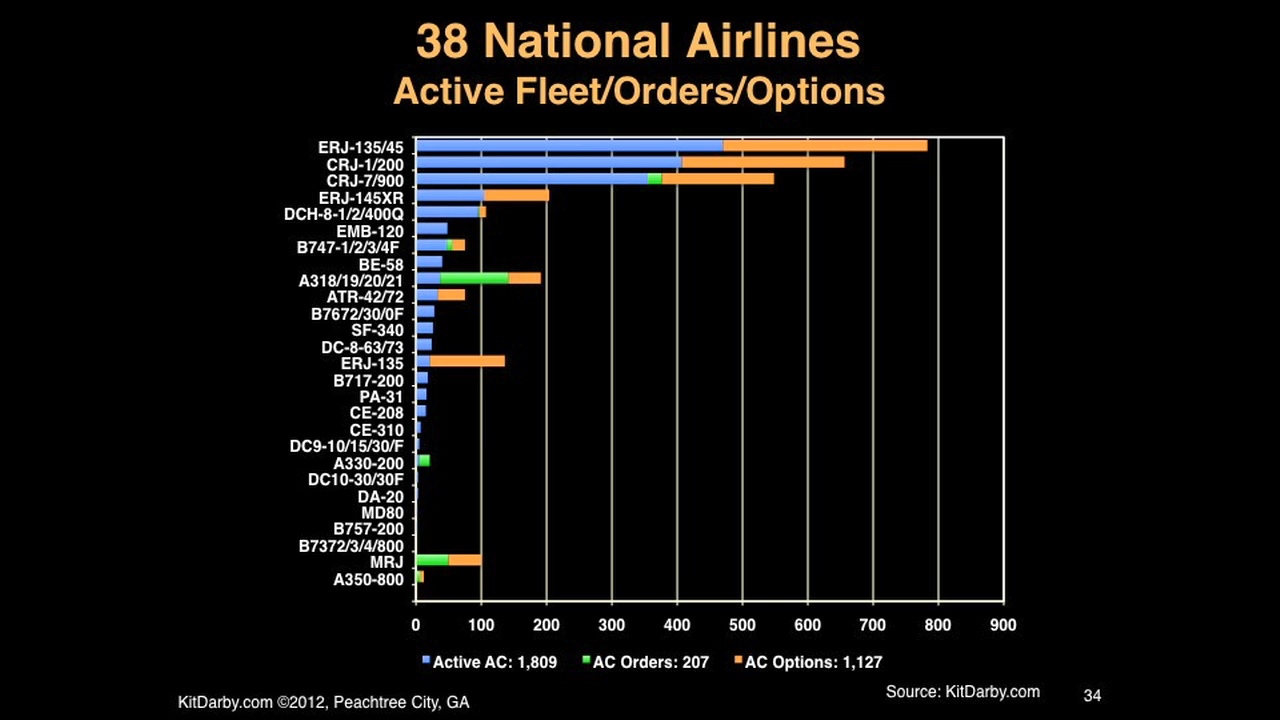 38 National Airlines
Active Fleet/Orders/Options
ERJ-135/45
CRJ-1/200
CRJ-7/900
ERJ-145XR
DCH-8-1/2/400Q
EMB-120
B747-1/2/3/4F
BE-58
A318/19/20/21
ATR-42/72
B7672/30/0F
SF-340
DC-8-63/73
ERJ-135
B717-200
PA-31
CE-208
CE-310
DC9-10/15/30/F
A330-200
DC10-30/30F
DA-20
MD80
B757-200
B7372/3/4/800
MRJ
A350-800
0 100 200 300 400 500 600 700 800 900
Active AC: 1,809 AC Orders: 207 AC Options: 1,127
KitDarby.com ©2012, Peachtree City, GA
Source: KitDarby.com
34